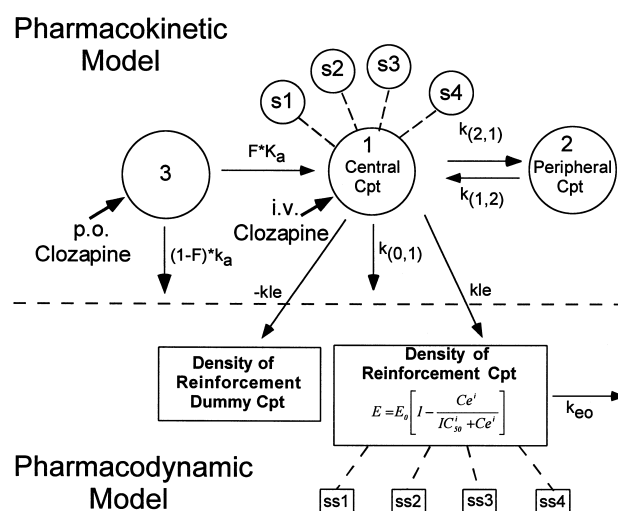 Pharmacokinetic
Model
s1
s2
s3
s4
3
F*Ka
1
Central
Cpt
k(2,1)
k(1,2)
2
Peripheral
Cpt
p.o.
Clozapine
(1-F)*ka
i.v.
Clozapine
k(0,1)
-kle
kle
Density of
Reinforcement
Dummy Cpt
Density of
Reinforcement Cpt
E = E0 [ 1 - Ce^i / (IC50^i + Ce^i) ]
keo
Pharmacodynamic
Model
ss1
ss2
ss3
ss4